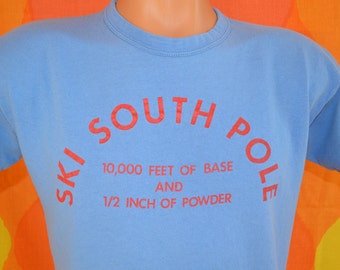 SKI SOUTH POLE
10,000 FEET OF BASE
AND
1/2 INCH OF POWDER